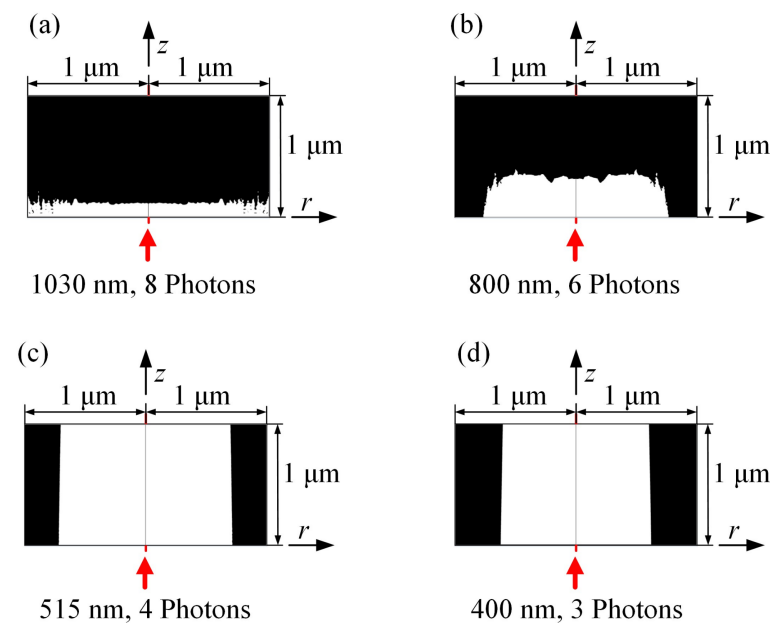 (a)
z
1 μm 1 μm
1 μm
r
1030 nm, 8 Photons
(b)
z
1 μm 1 μm
1 μm
r
800 nm, 6 Photons
(c)
z
1 μm 1 μm
1 μm
r
515 nm, 4 Photons
(d)
z
1 μm 1 μm
1 μm
r
400 nm, 3 Photons